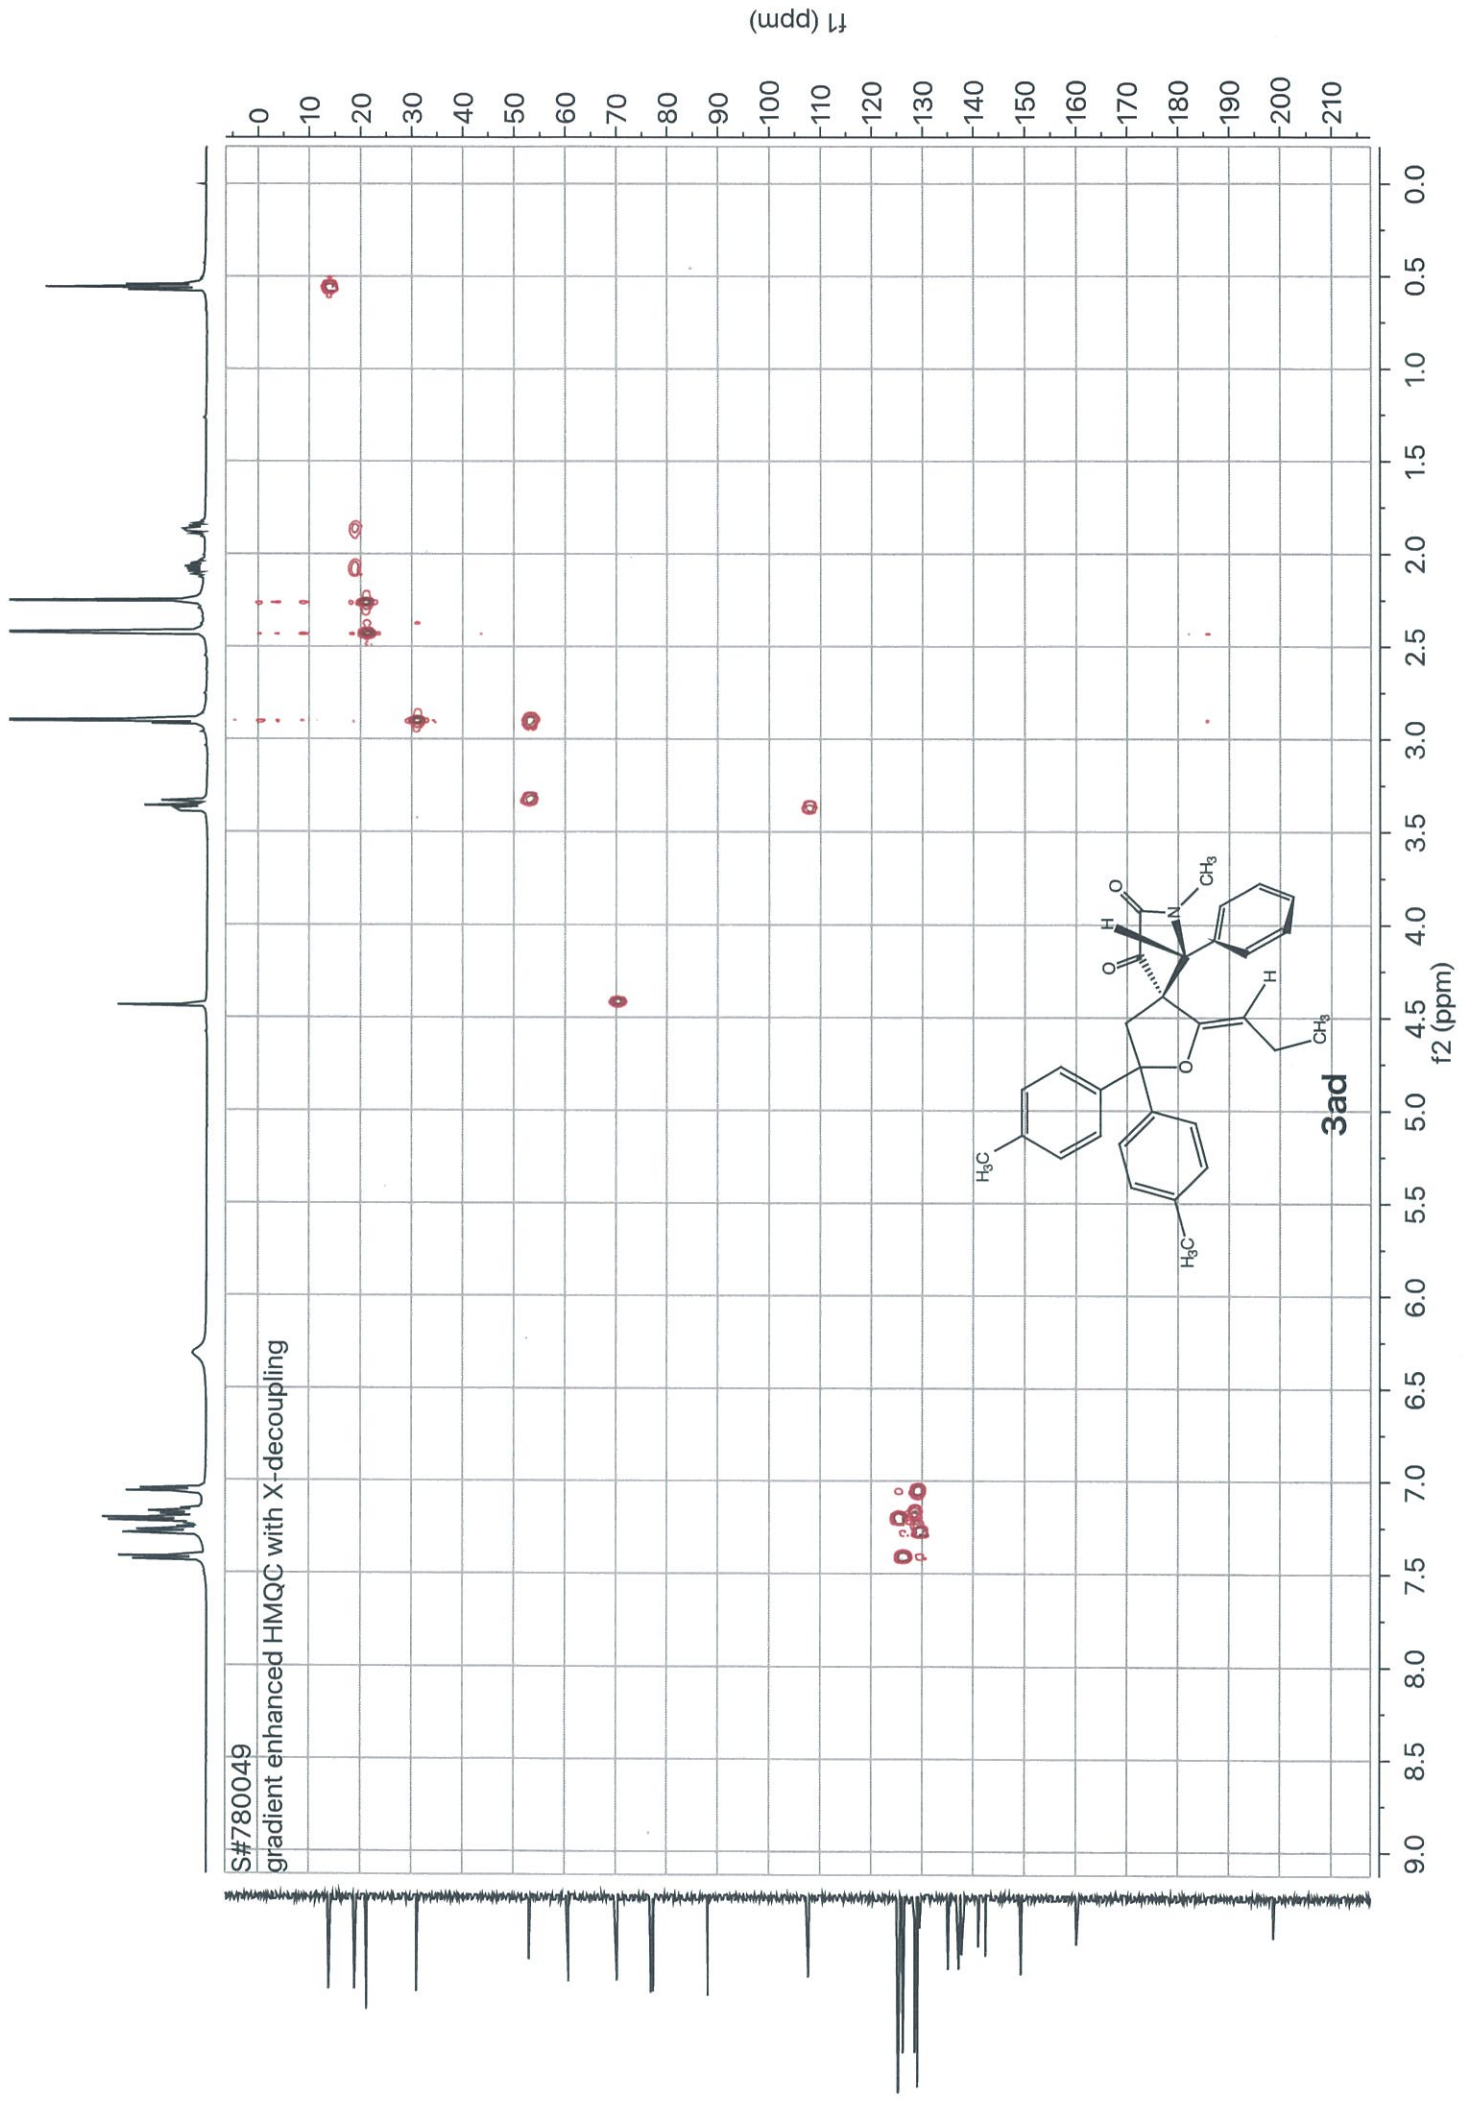 S#780049
gradient enhanced HMQC with X-decoupling
0
10
20
30
40
50
60
70
80
90
100
110
120
130
140
150
160
170
180
190
200
210
f1 (ppm)
H₃C
H₃C
O
O
H
O
N
CH₃
H
CH₃
3ad
9.0 8.5 8.0 7.5 7.0 6.5 6.0 5.5 5.0 4.5 4.0 3.5 3.0 2.5 2.0 1.5 1.0 0.5 0.0
f2 (ppm)